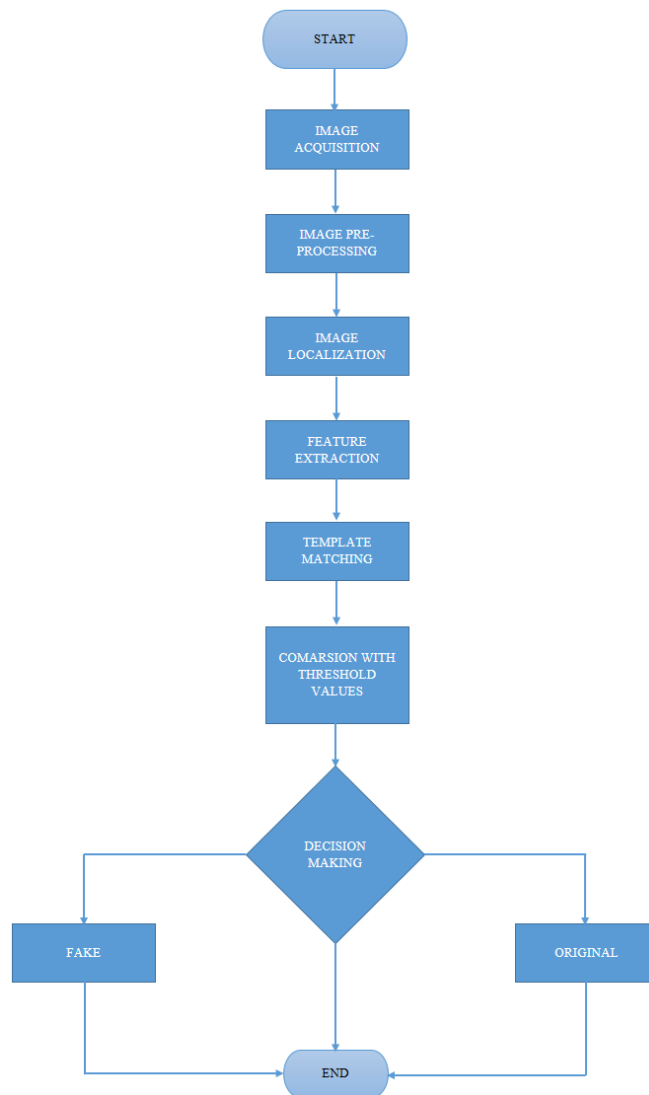 START
IMAGE
ACQUISITION
IMAGE PRE-
PROCESSING
IMAGE
LOCALIZATION
FEATURE
EXTRACTION
TEMPLATE
MATCHING
COMARSION WITH
THRESHOLD
VALUES
DECISION
MAKING
FAKE
ORIGINAL
END